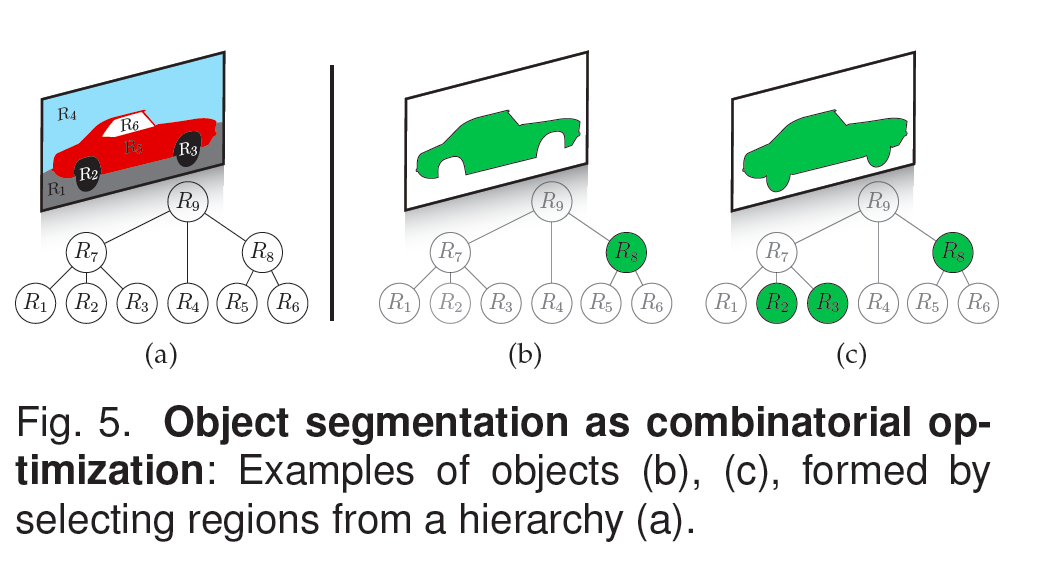 R4
R6
R5
R3
R2
R1
R9 R9 R9
R7 R8 R7 R8 R7 R8
R1 R2 R3 R4 R5 R6 R1 R2 R3 R4 R5 R6 R1 R2 R3 R4 R5 R6
(a) (b) (c)
Fig. 5. Object segmentation as combinatorial op-
timization: Examples of objects (b), (c), formed by
selecting regions from a hierarchy (a).